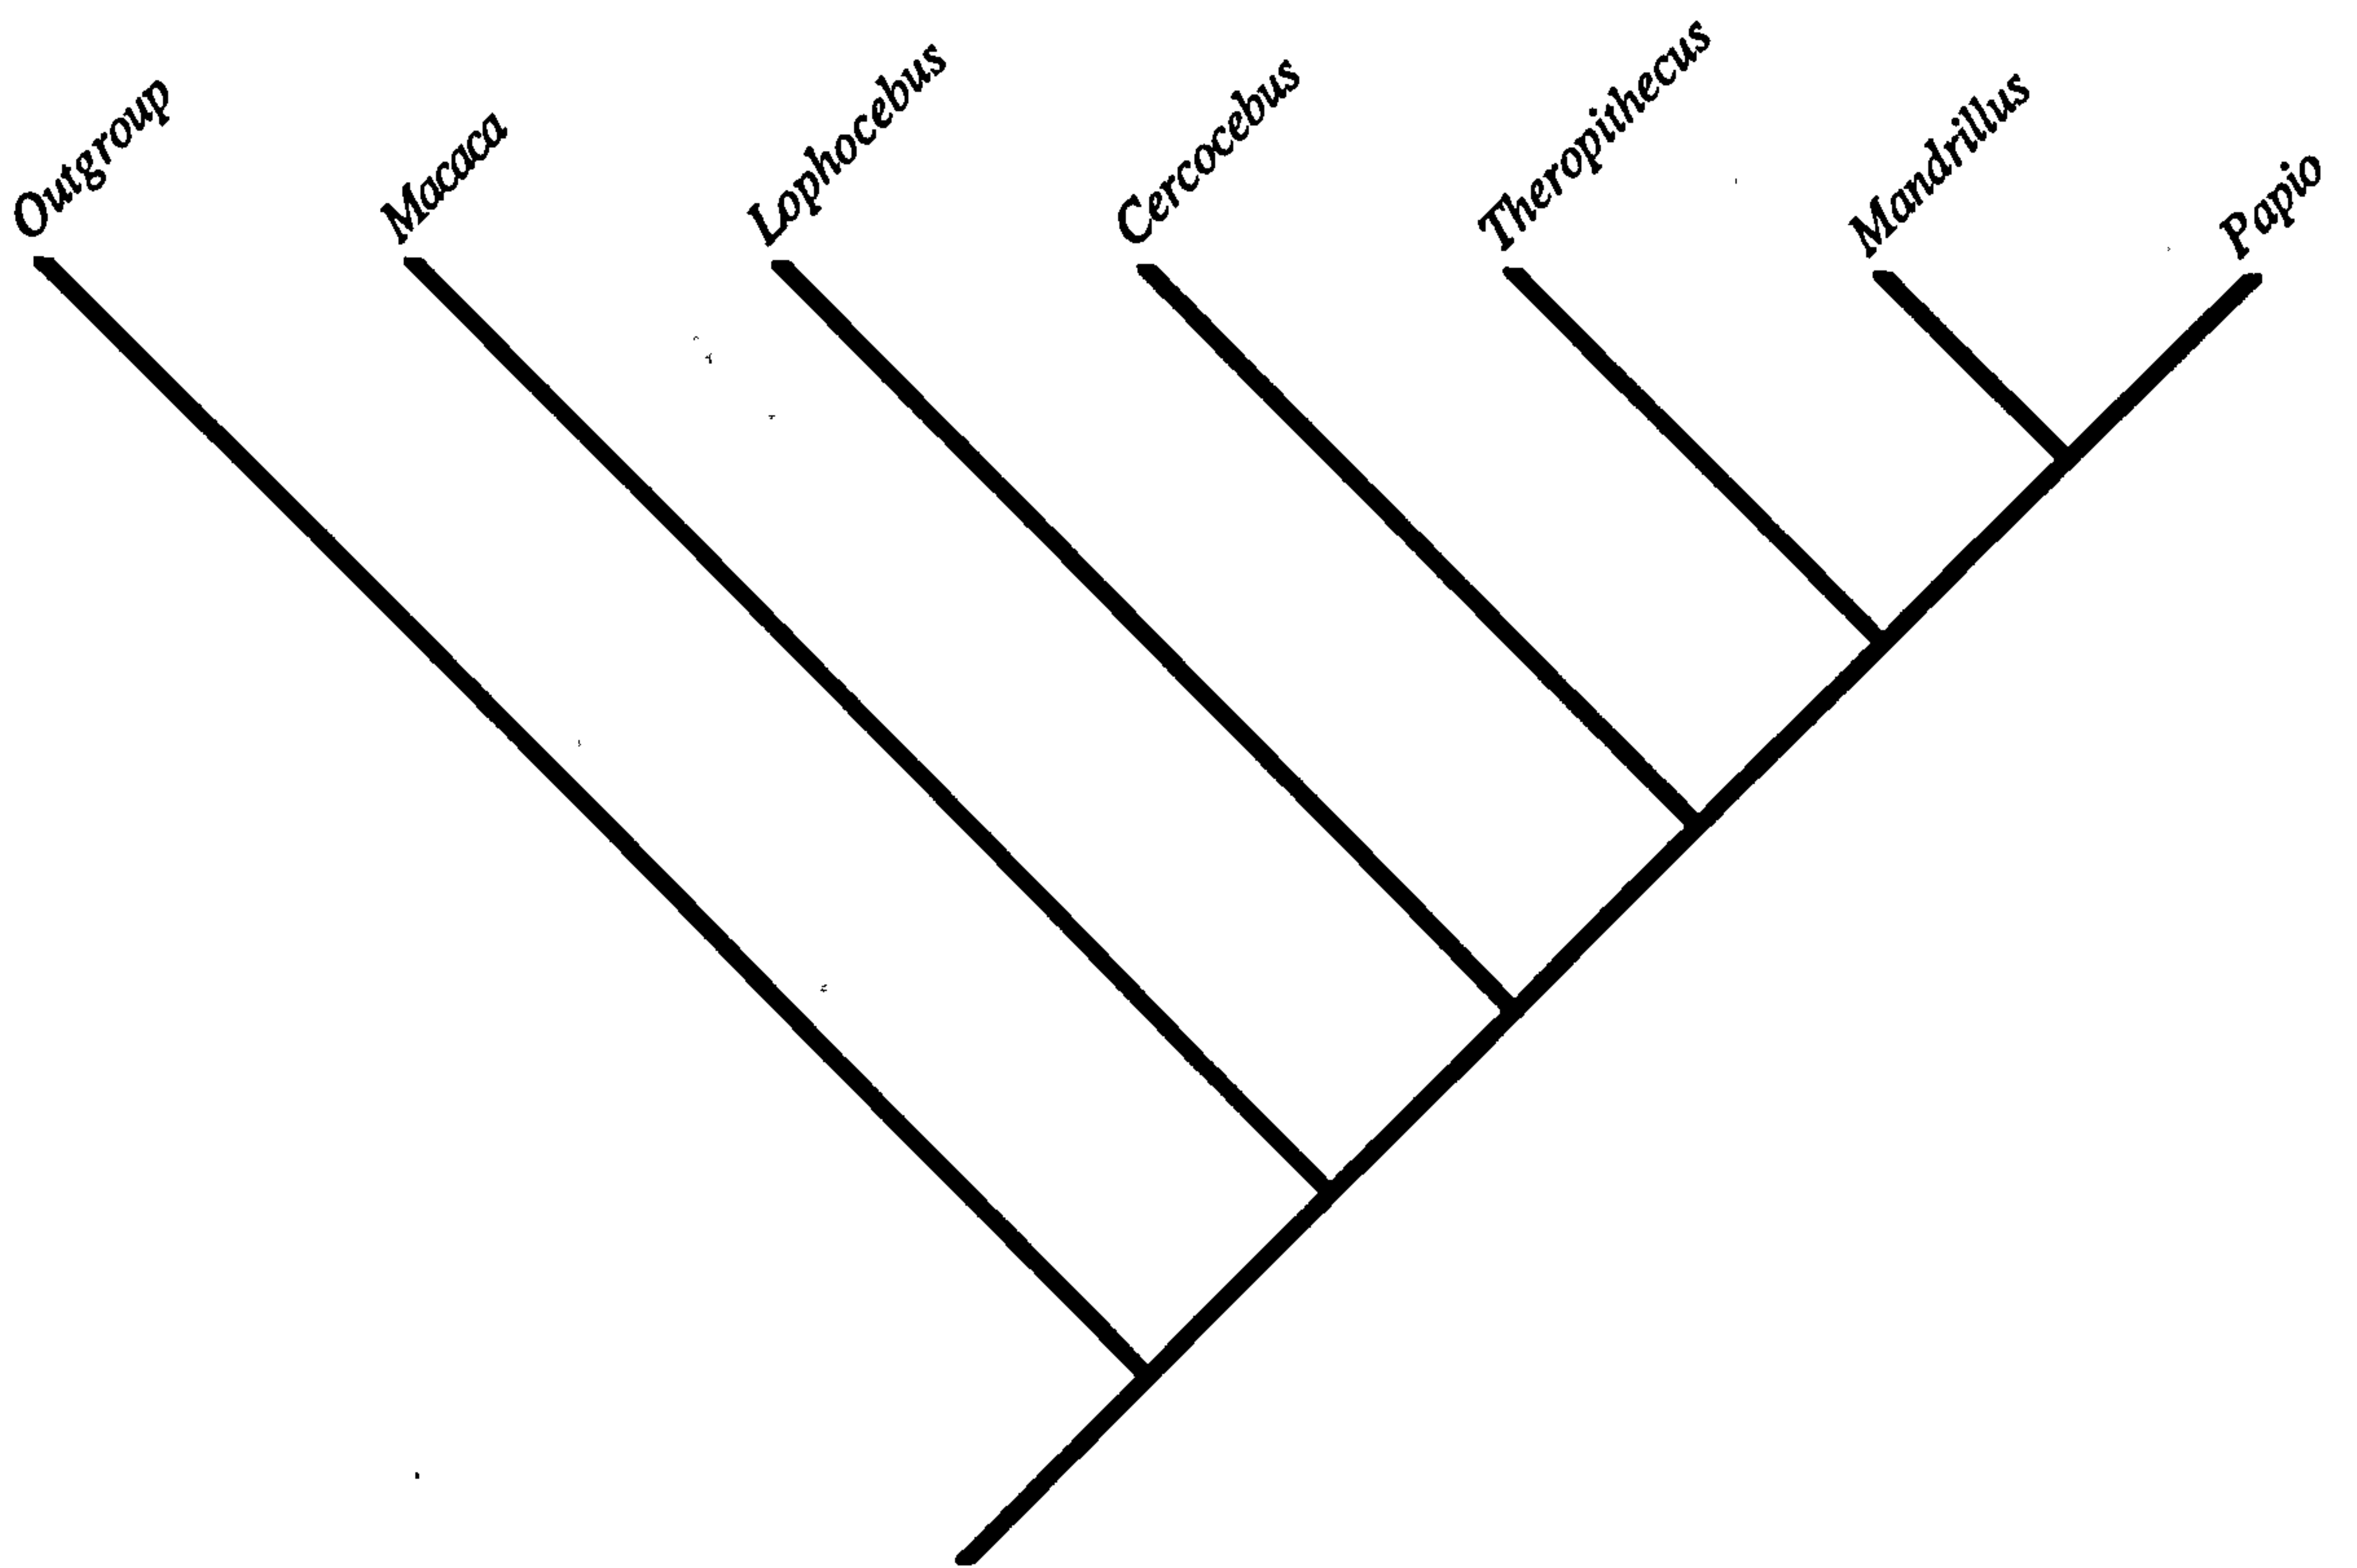 Outgroup
Macaca
Lophocebus
Cercocebus
Theropithecus
Mandrillus
Papio